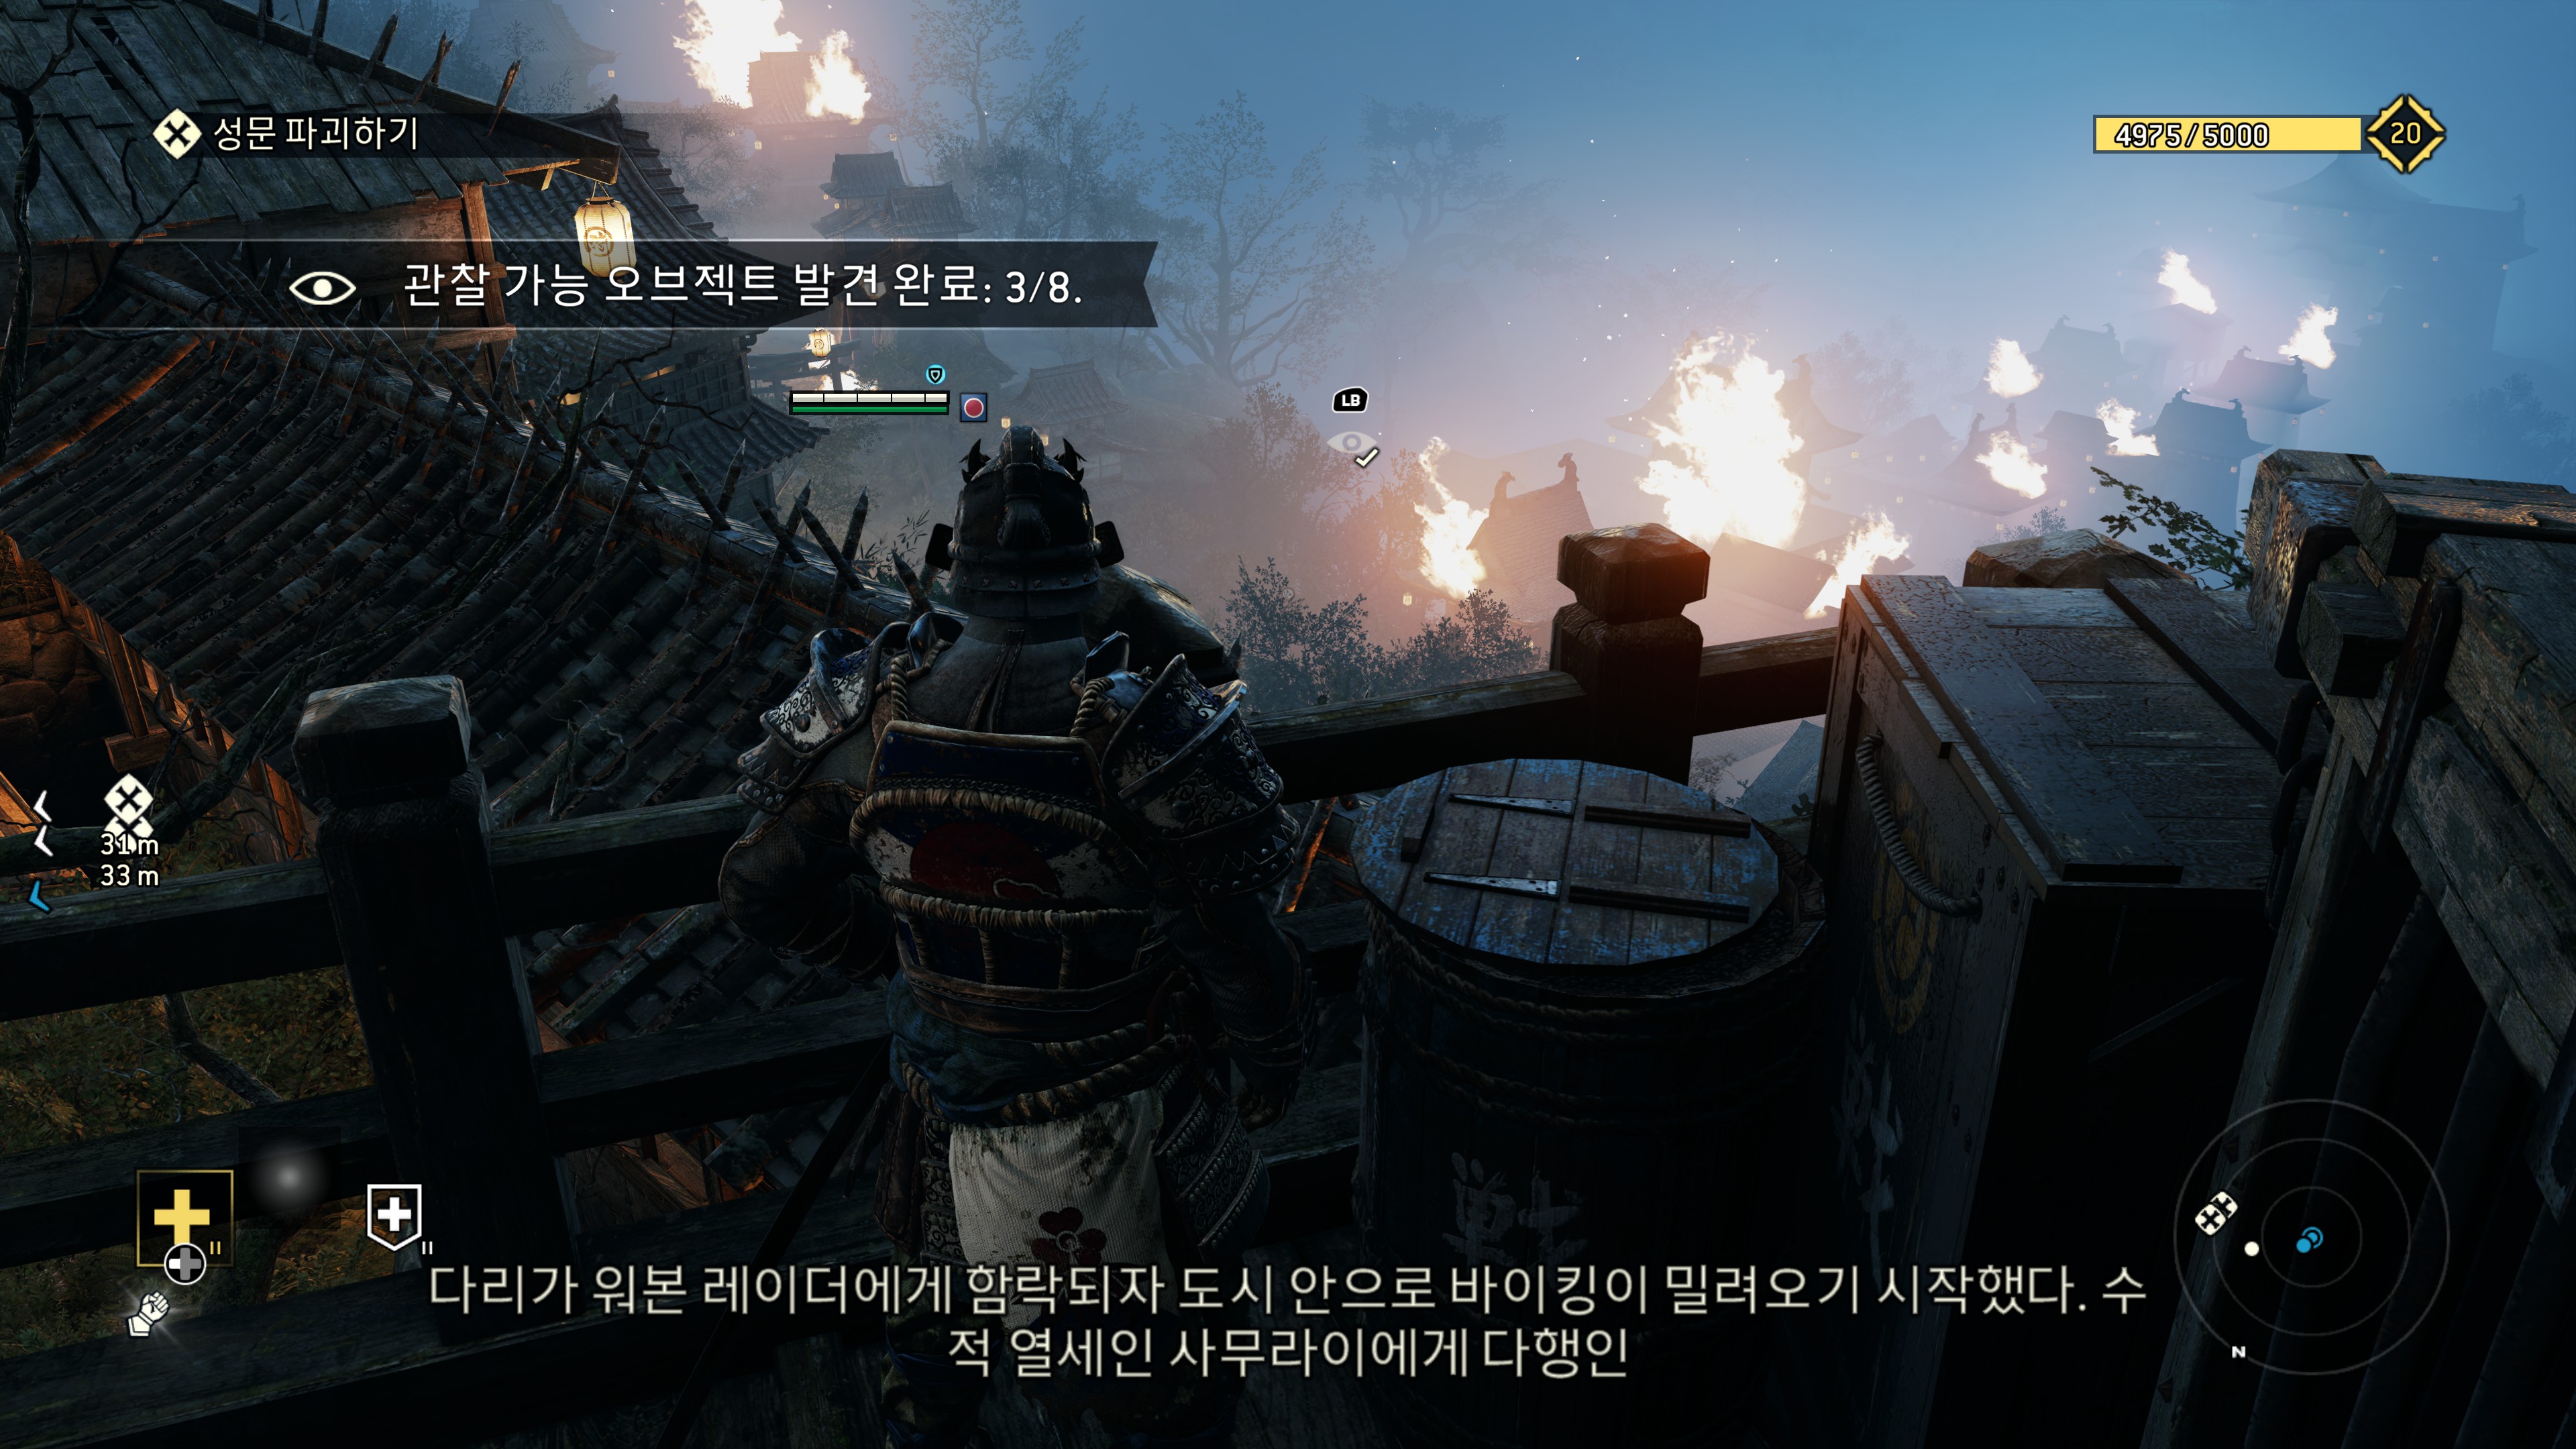 성문 파괴하기
4975/5000
20
관찰 가능 오브젝트 발견 완료: 3/8.
LB
31 m
33 m
II
II
다리가 워본 레이더에게 함락되자 도시 안으로 바이킹이 밀려오기 시작했다. 수
적 열세인 사무라이에게 다행인
N